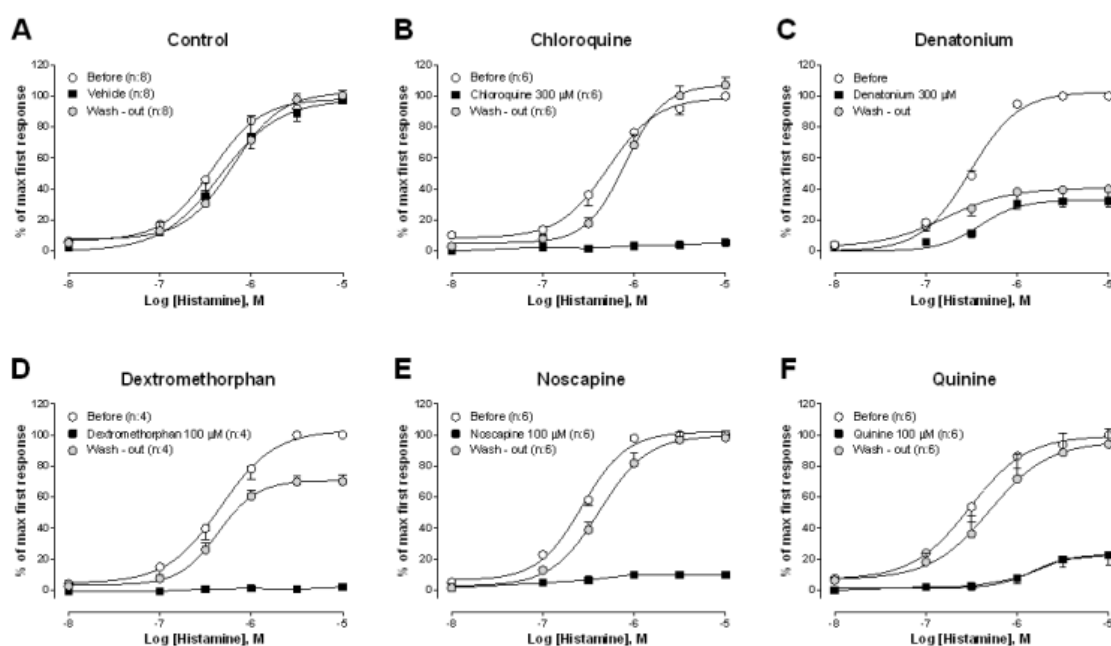 A
Control
Before (n:8)
Vehicle (n:8)
Wash - out (n:8)
% of max first response
120
100
80
60
40
20
0
-8
-7
-6
-5
Log [Histamine], M
B
Chloroquine
Before (n:6)
Chloroquine 300 µM (n:6)
Wash - out (n:6)
% of max first response
120
100
80
60
40
20
0
-8
-7
-6
-5
Log [Histamine], M
C
Denatonium
Before
Denatonium 300 µM
Wash - out
% of max first response
120
100
80
60
40
20
0
-8
-7
-6
-5
Log [Histamine], M
D
Dextromethorphan
Before (n:4)
Dextromethorphan 100 µM (n:4)
Wash - out (n:4)
% of max first response
120
100
80
60
40
20
0
-8
-7
-6
-5
Log [Histamine], M
E
Noscapine
Before (n:6)
Noscapine 100 µM (n:6)
Wash - out (n:6)
% of max first response
120
100
80
60
40
20
0
-8
-7
-6
-5
Log [Histamine], M
F
Quinine
Before (n:6)
Quinine 100 µM (n:6)
Wash - out (n:6)
% of max first response
120
100
80
60
40
20
0
-8
-7
-6
-5
Log [Histamine], M